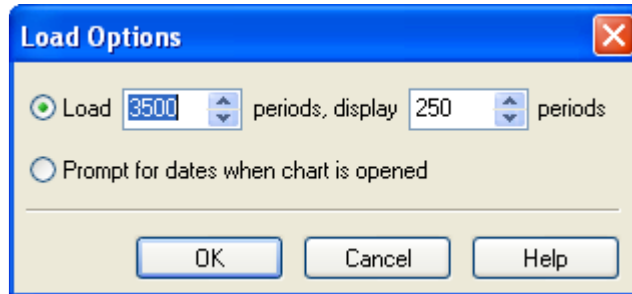 Load Options
Load 3500 periods, display 250 periods
Prompt for dates when chart is opened
OK Cancel Help